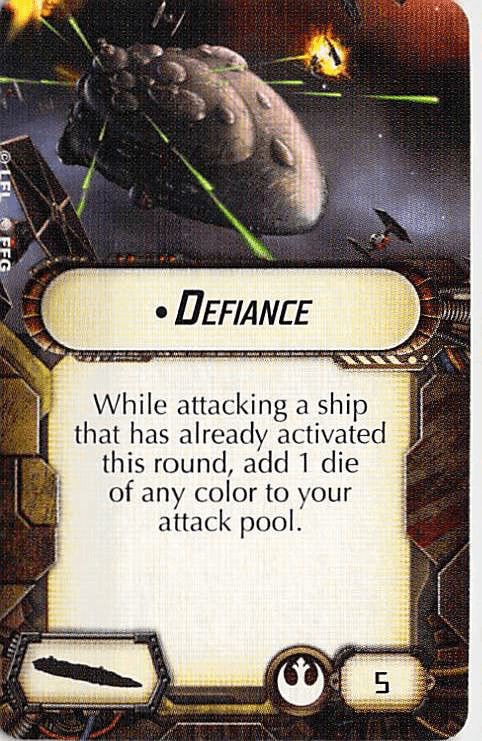 © LFL © FFG
• DEFIANCE
While attacking a ship
that has already activated
this round, add 1 die
of any color to your
attack pool.
5